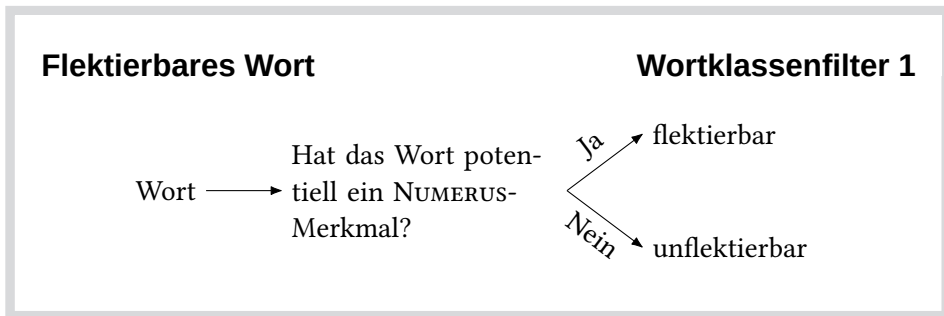 Flektierbares Wort
Wortklassenfilter 1
Wort
Hat das Wort poten-
tiell ein NUMERUS-
Merkmal?
Ja
flektierbar
Nein
unflektierbar